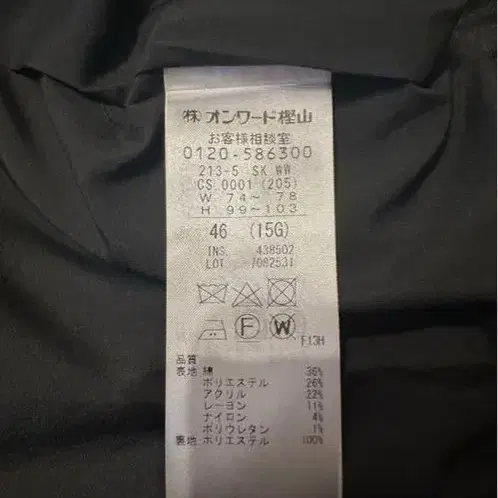 ㈱オンワード樫山
お客様相談室
0120-586300
213-5 SK WW
CS 0001 (205)
W 74~ 78
H 99~103
46 (15G)
INS. 438502
LOT. 7082531
F W
F13H
品質
表地 綿 36%
ポリエステル 26%
アクリル 22%
レーヨン 11%
ナイロン 4%
ポリウレタン 1%
裏地 ポリエステル 100%